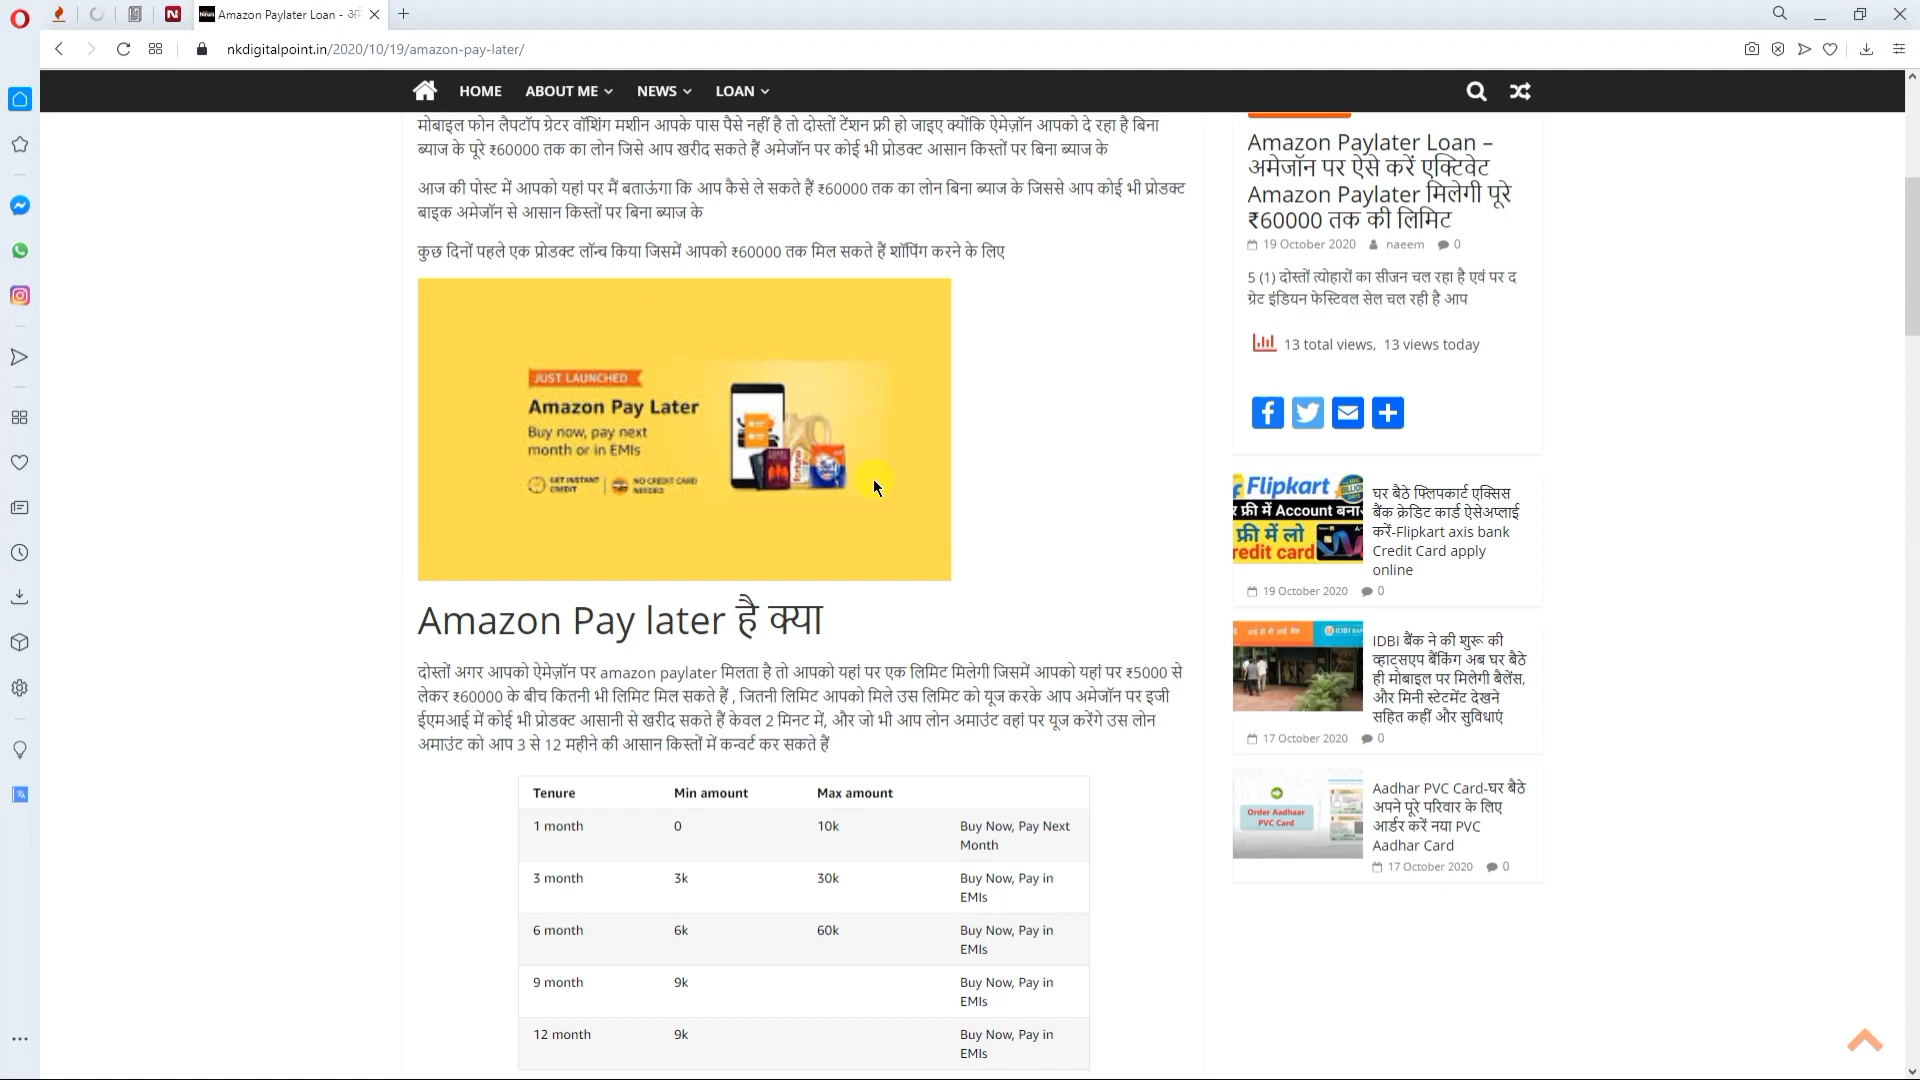 Amazon Paylater Loan - अमे
nkdigitalpoint.in/2020/10/19/amazon-pay-later/
HOME
ABOUT ME
NEWS
LOAN
मोबाइल फोन लैपटॉप ग्रेटर वॉशिंग मशीन आपके पास पैसे नहीं है तो दोस्तों टेंशन फ्री हो जाइए क्योंकि ऐमेज़ॉन आपको दे रहा है बिना
ब्याज के पूरे ₹60000 तक का लोन जिसे आप खरीद सकते हैं अमेजॉन पर कोई भी प्रोडक्ट आसान किस्तों पर बिना ब्याज के
आज की पोस्ट में आपको यहां पर मैं बताऊंगा कि आप कैसे ले सकते हैं ₹60000 तक का लोन बिना ब्याज के जिससे आप कोई भी प्रोडक्ट
बाइक अमेजॉन से आसान किस्तों पर बिना ब्याज के
कुछ दिनों पहले एक प्रोडक्ट लॉन्च किया जिसमें आपको ₹60000 तक मिल सकते हैं शॉपिंग करने के लिए
JUST LAUNCHED
Amazon Pay Later
Buy now, pay next
month or in EMIs
GET INSTANT
CREDIT
NO CREDIT CARD
NEEDED
Amazon Pay later है क्या
दोस्तों अगर आपको ऐमेज़ॉन पर amazon paylater मिलता है तो आपको यहां पर एक लिमिट मिलेगी जिसमें आपको यहां पर ₹5000 से
लेकर ₹60000 के बीच कितनी भी लिमिट मिल सकते हैं , जितनी लिमिट आपको मिले उस लिमिट को यूज करके आप अमेजॉन पर इजी
ईएमआई में कोई भी प्रोडक्ट आसानी से खरीद सकते हैं केवल 2 मिनट में, और जो भी आप लोन अमाउंट वहां पर यूज करेंगे उस लोन
अमाउंट को आप 3 से 12 महीने की आसान किस्तों में कन्वर्ट कर सकते हैं
Tenure Min amount Max amount
1 month 0 10k Buy Now, Pay Next
Month
3 month 3k 30k Buy Now, Pay in
EMIs
6 month 6k 60k Buy Now, Pay in
EMIs
9 month 9k Buy Now, Pay in
EMIs
12 month 9k Buy Now, Pay in
EMIs
Amazon Paylater Loan –
अमेजॉन पर ऐसे करें एक्टिवेट
Amazon Paylater मिलेगी पूरे
₹60000 तक की लिमिट
19 October 2020 naeem 0
5 (1) दोस्तों त्योहारों का सीजन चल रहा है एवं पर द
ग्रेट इंडियन फेस्टिवल सेल चल रही है आप
13 total views, 13 views today
Flipkart
र फ्री में Account बना
फ्री में लो
redit card
घर बैठे फ्लिपकार्ट एक्सिस
बैंक क्रेडिट कार्ड ऐसेअप्लाई
करें-Flipkart axis bank
Credit Card apply
online
19 October 2020 0
IDBI BAN
IDBI बैंक ने की शुरू की
व्हाटसएप बैंकिंग अब घर बैठे
ही मोबाइल पर मिलेगी बैलेंस,
और मिनी स्टेटमेंट देखने
सहित कहीं और सुविधाएं
17 October 2020 0
Order Aadhaar
PVC Card
Aadhar PVC Card-घर बैठे
अपने पूरे परिवार के लिए
आर्डर करें नया PVC
Aadhar Card
17 October 2020 0